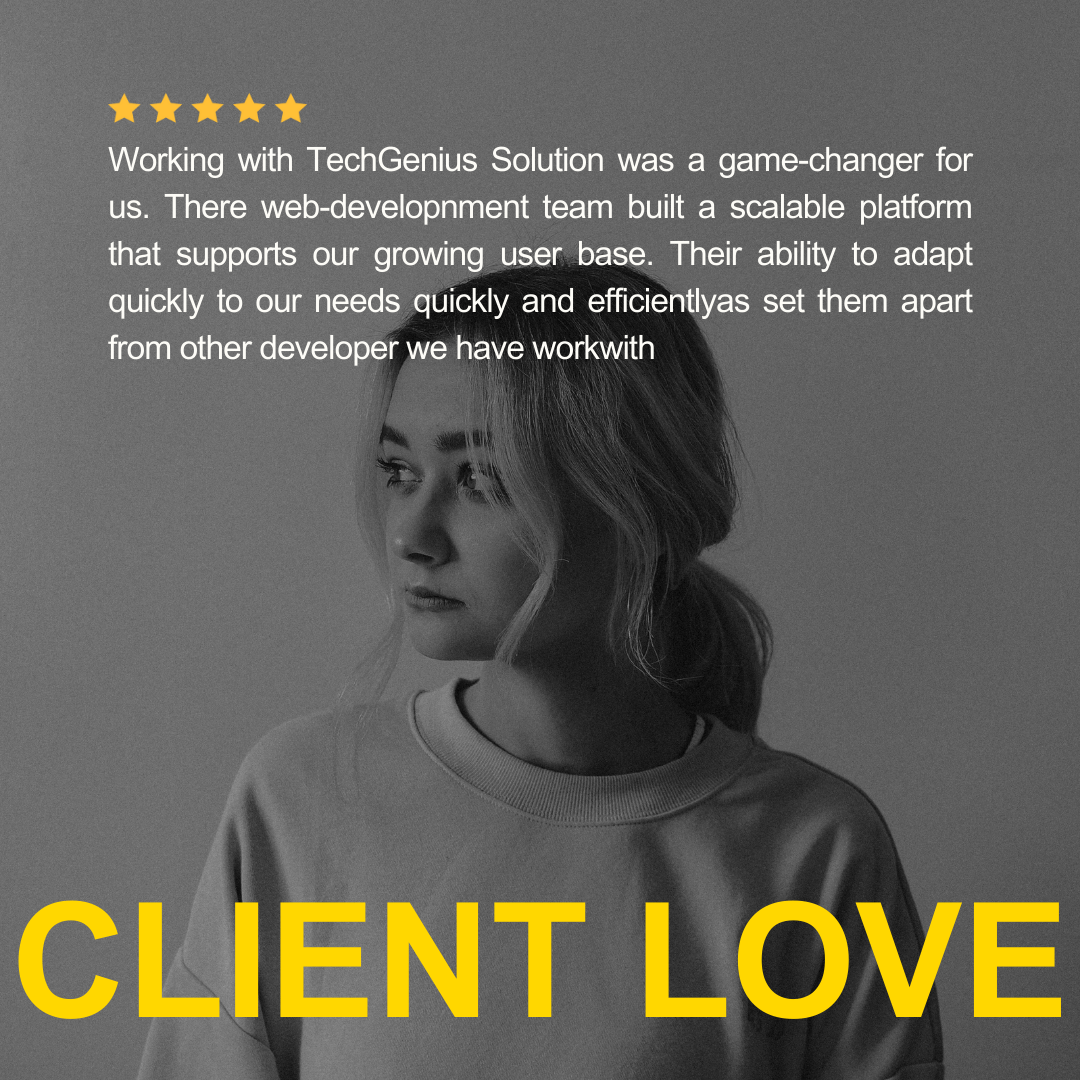 Working with TechGenius Solution was a game-changer for
us. There web-developnment team built a scalable platform
that supports our growing user base. Their ability to adapt
quickly to our needs quickly and efficientlyas set them apart
from other developer we have workwith
CLIENT LOVE